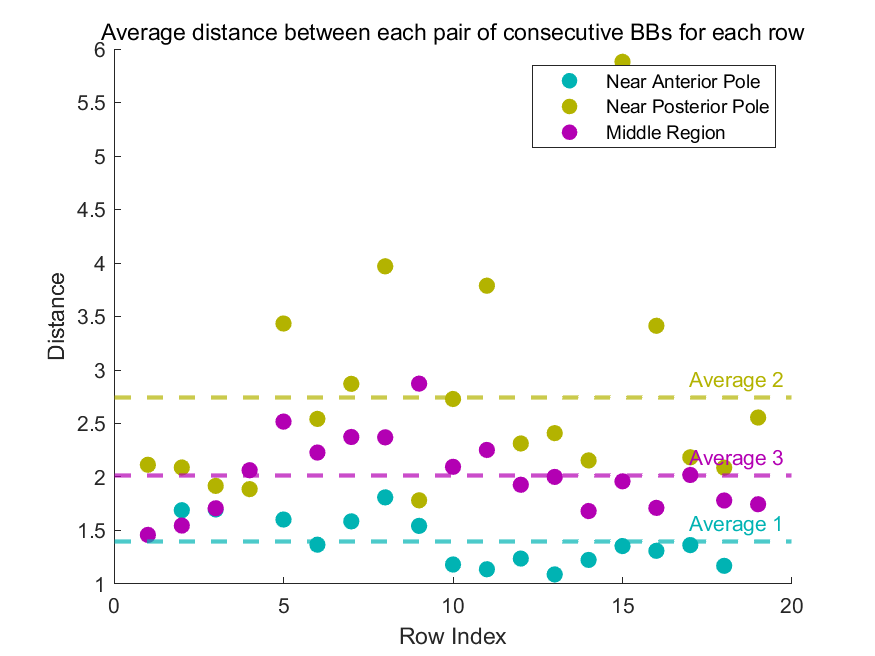 Average distance between each pair of consecutive BBs for each row
6
5.5
5
4.5
4
3.5
3
2.5
2
1.5
1
Distance
Near Anterior Pole
Near Posterior Pole
Middle Region
Average 2
Average 3
Average 1
0
5
10
15
20
Row Index